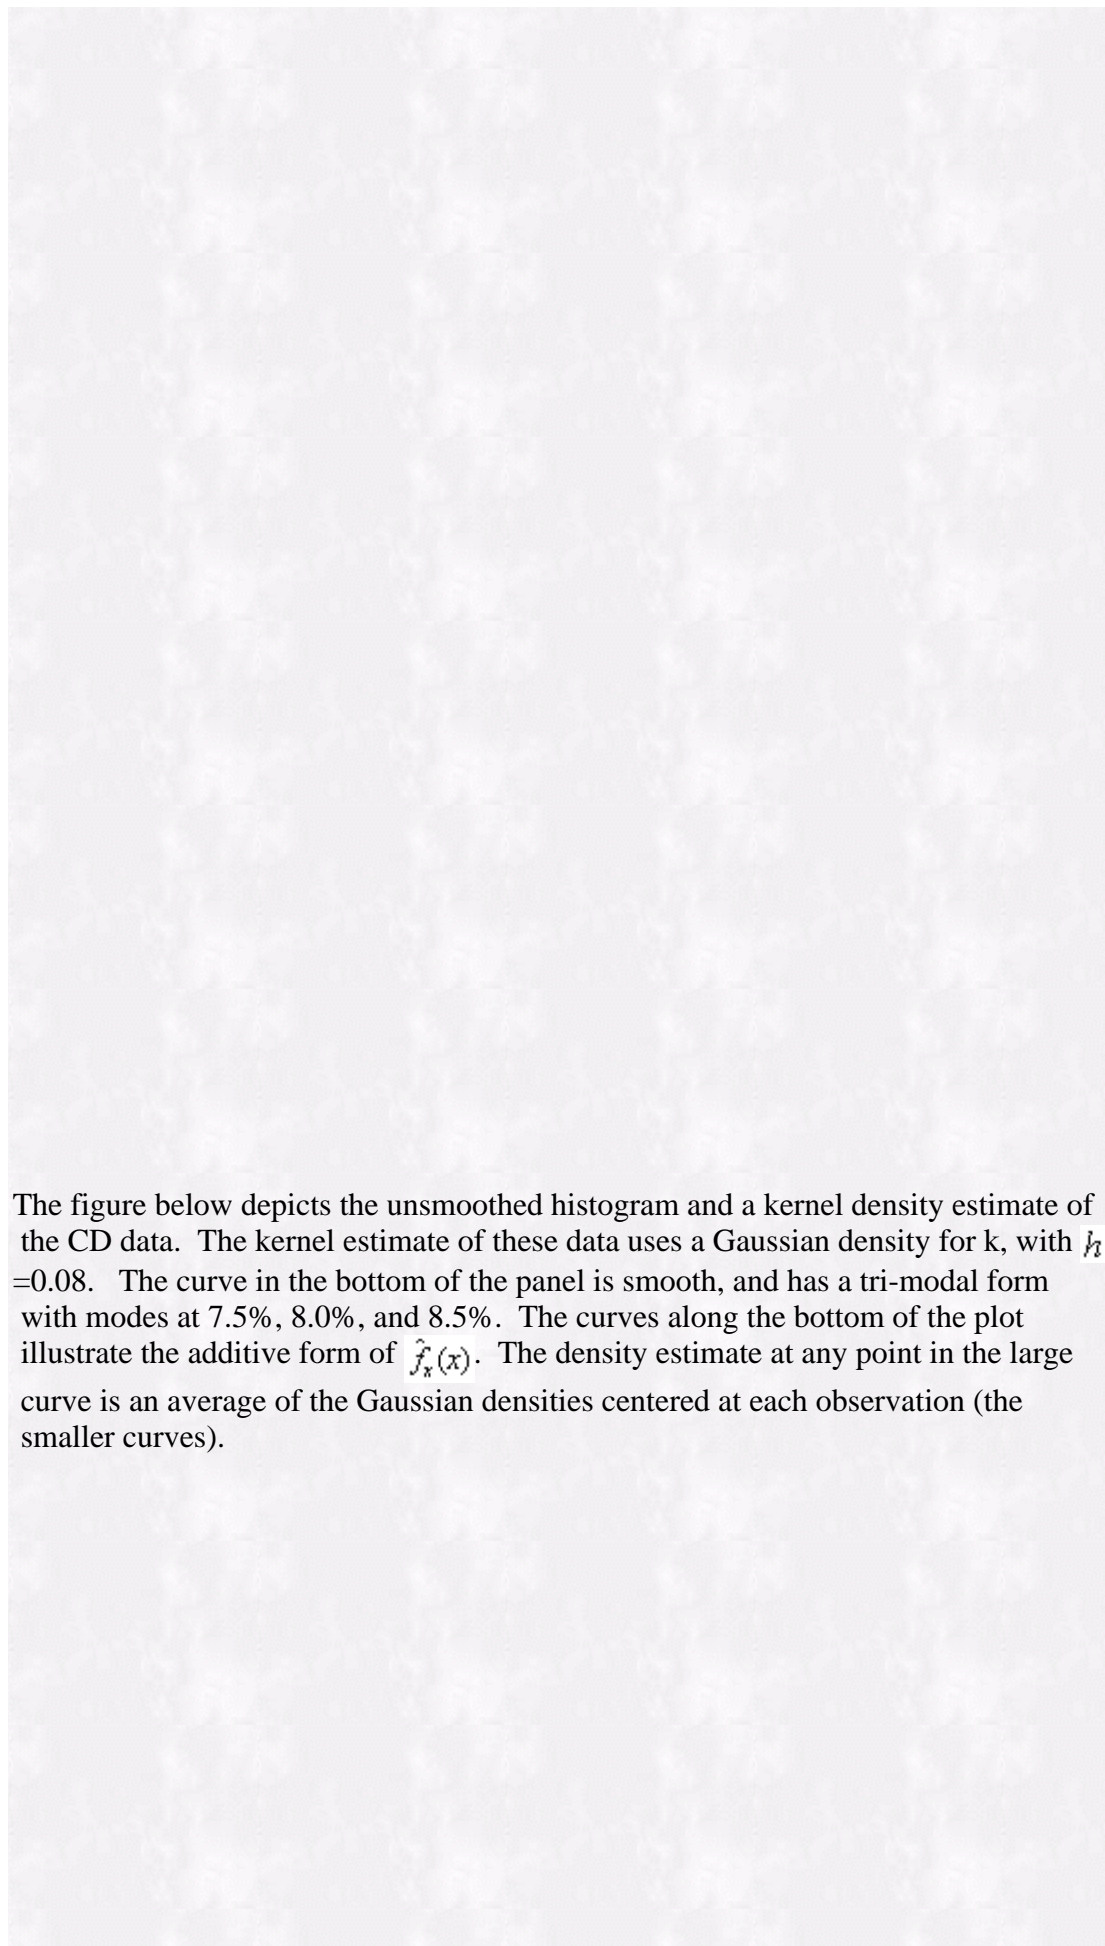 The figure below depicts the unsmoothed histogram and a kernel density estimate of
the CD data.  The kernel estimate of these data uses a Gaussian density for k, with h
=0.08.   The curve in the bottom of the panel is smooth, and has a tri-modal form
with modes at 7.5%, 8.0%, and 8.5%.  The curves along the bottom of the plot
illustrate the additive form of f̂ₓ(x).  The density estimate at any point in the large
curve is an average of the Gaussian densities centered at each observation (the
smaller curves).